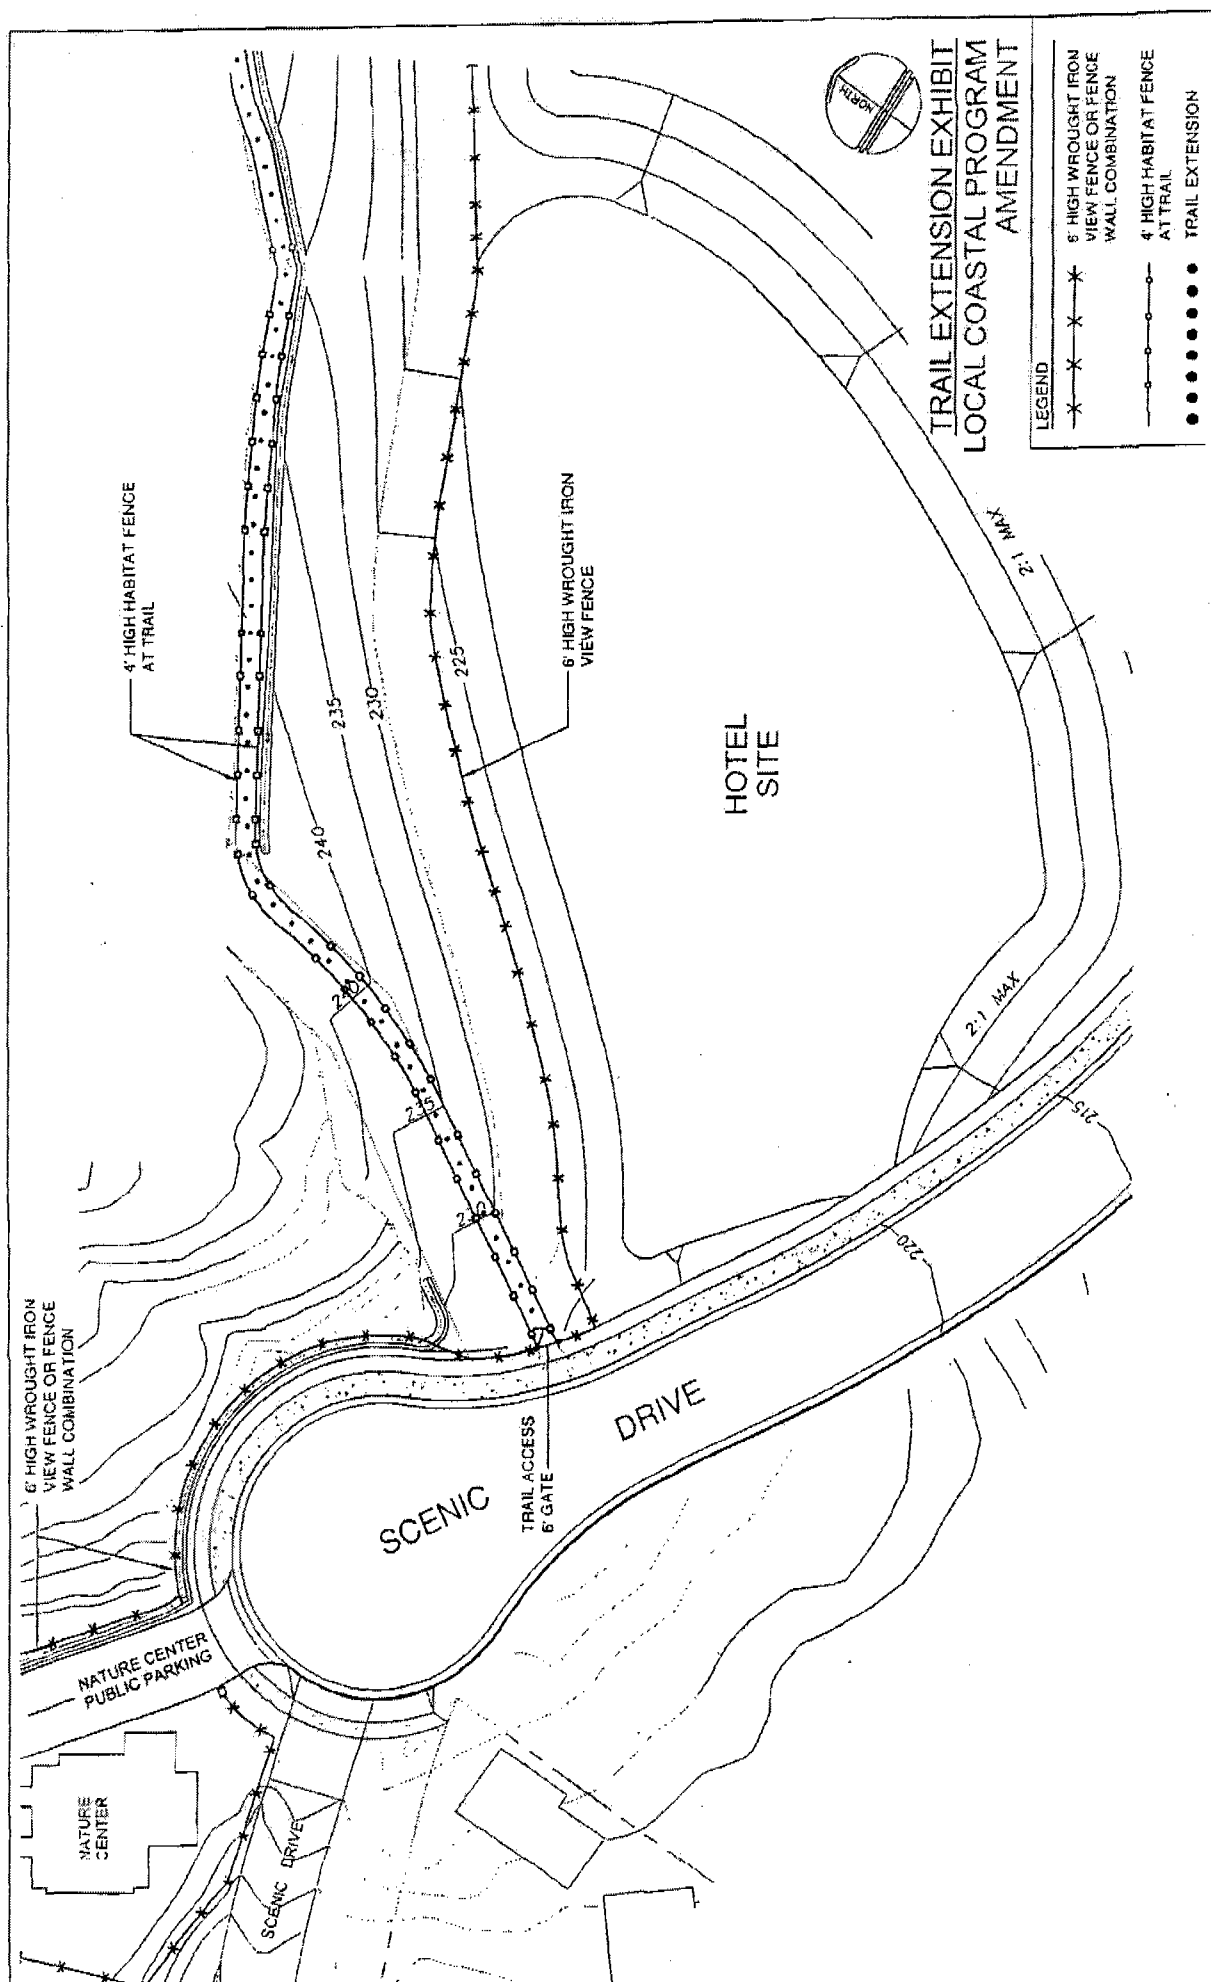 TRAIL EXTENSION EXHIBIT
LOCAL COASTAL PROGRAM
AMENDMENT
NORTH
LEGEND
6' HIGH WROUGHT IRON
VIEW FENCE OR FENCE
WALL COMBINATION
4' HIGH HABITAT FENCE
AT TRAIL
TRAIL EXTENSION
4' HIGH HABITAT FENCE
AT TRAIL
6' HIGH WROUGHT IRON
VIEW FENCE
225
230
235
240
HOTEL
SITE
2:1 MAX
2:1 MAX
240
235
215
220
6' HIGH WROUGHT IRON
VIEW FENCE OR FENCE
WALL COMBINATION
TRAIL ACCESS
6' GATE
SCENIC
DRIVE
NATURE CENTER
PUBLIC PARKING
NATURE
CENTER
SCENIC DRIVE